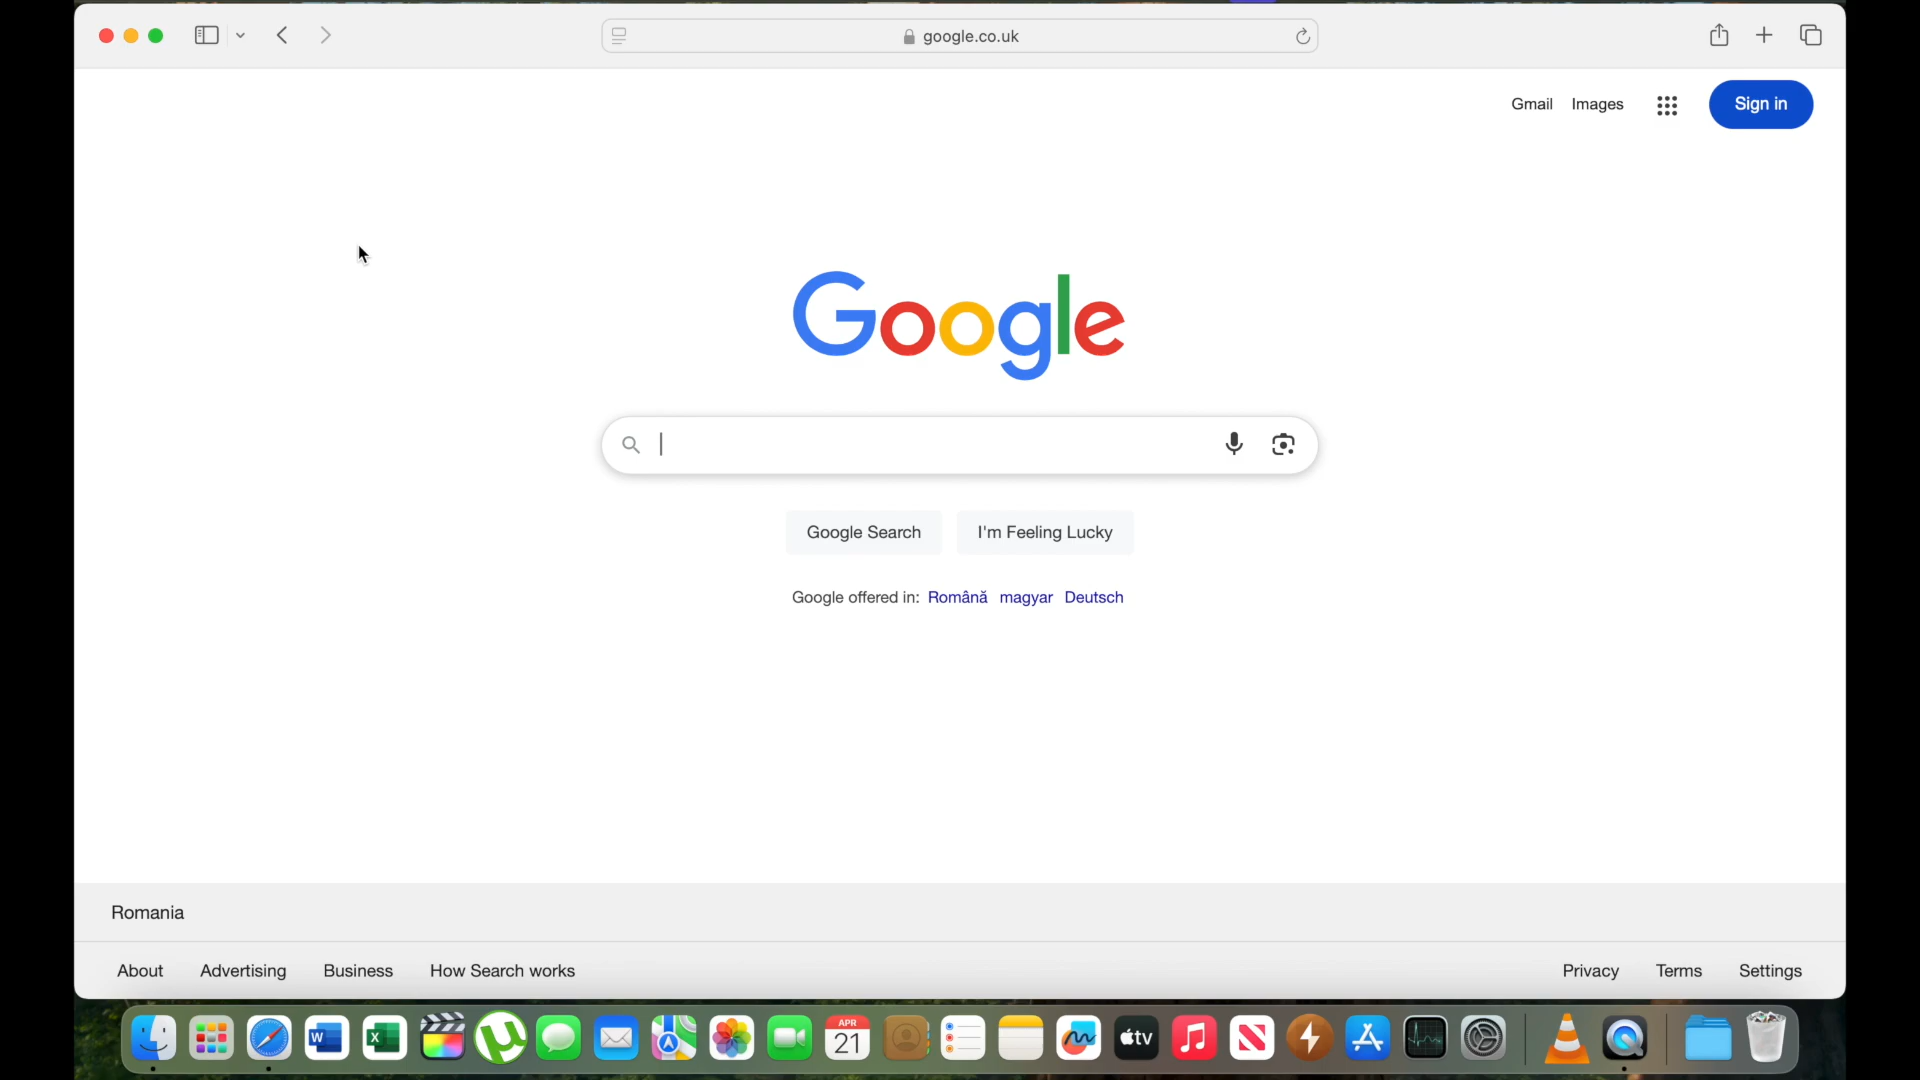 google.co.uk
Gmail Images Sign in
Google
Google Search I'm Feeling Lucky
Google offered in: Română magyar Deutsch
Romania
About Advertising Business How Search works Privacy Terms Settings
W X APR 21 tv